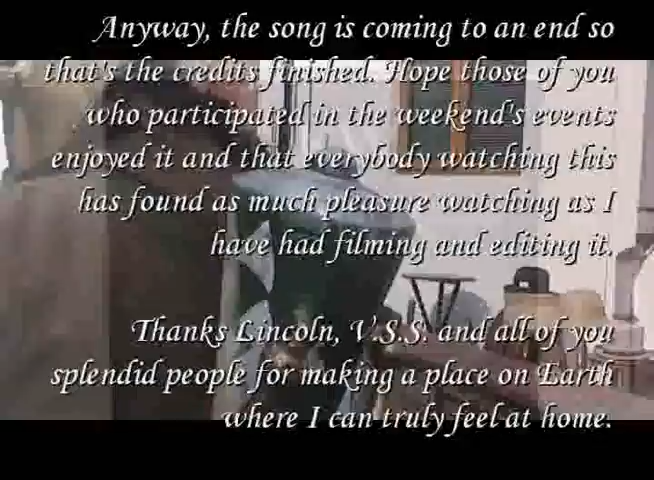 Anyway, the song is coming to an end so
that's the credits finished. Hope those of you
who participated in the weekend's events
enjoyed it and that everybody watching this
has found as much pleasure watching as I
have had filming and editing it.
Thanks Lincoln, V.S.S. and all of you
splendid people for making a place on Earth
where I can truly feel at home.